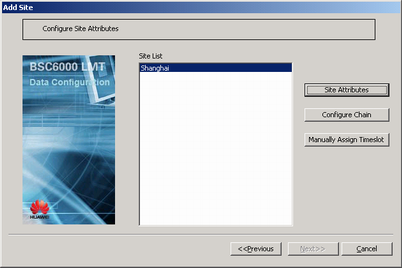 Add Site
Configure Site Attributes
BSC6000 LMT
Data Configuration
HUAWEI
Site List
Shanghai
Site Attributes
Configure Chain
Manually Assign Timeslot
<<Previous
Next>>
Cancel